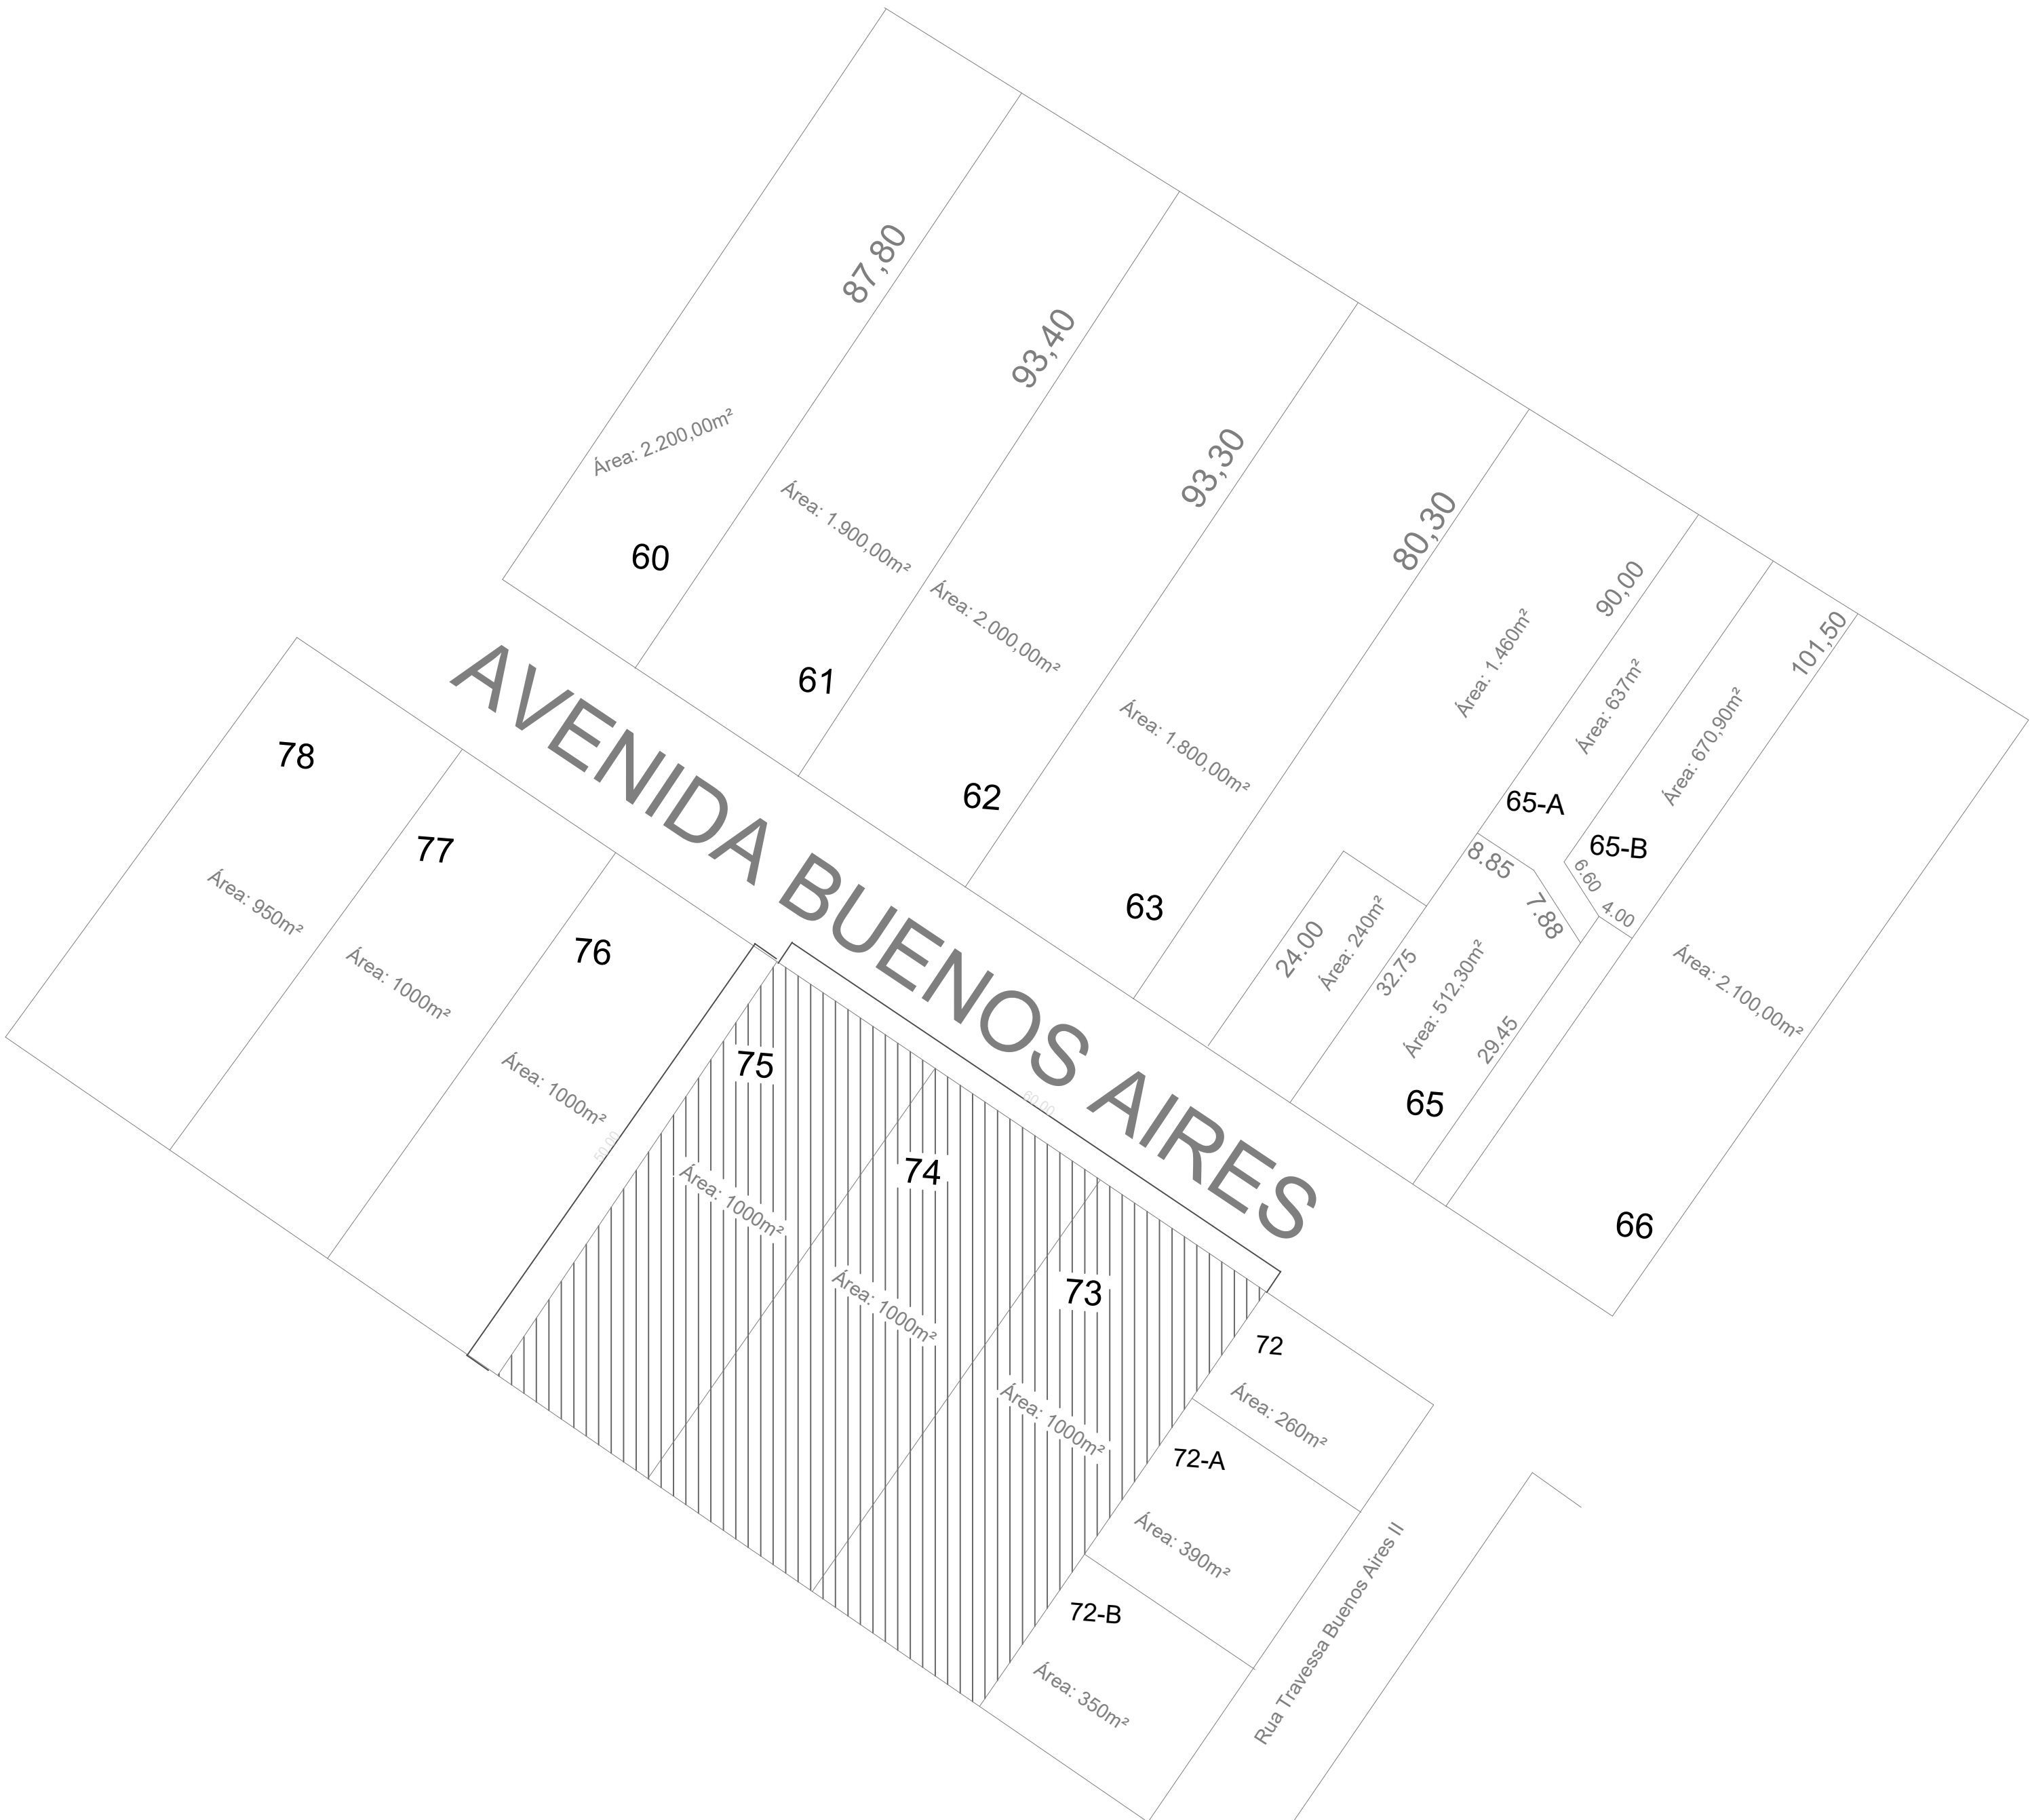 87,80
93,40
93,30
80,30
90,00
101,50
Área: 2.200,00m²
60
Área: 1.900,00m²
61
Área: 2.000,00m²
62
Área: 1.800,00m²
63
Área: 1.460m²
Área: 637m²
Área: 670,90m²
65-A
65-B
8.85
7.88
6.60
4.00
24.00
Área: 240m²
32.75
Área: 512,30m²
29.45
65
Área: 2.100,00m²
66
AVENIDA BUENOS AIRES
78
Área: 950m²
77
Área: 1000m²
76
Área: 1000m²
50.00
60.00
75
Área: 1000m²
74
Área: 1000m²
73
Área: 1000m²
72
Área: 260m²
72-A
Área: 390m²
72-B
Área: 350m²
Rua Travessa Buenos Aires II